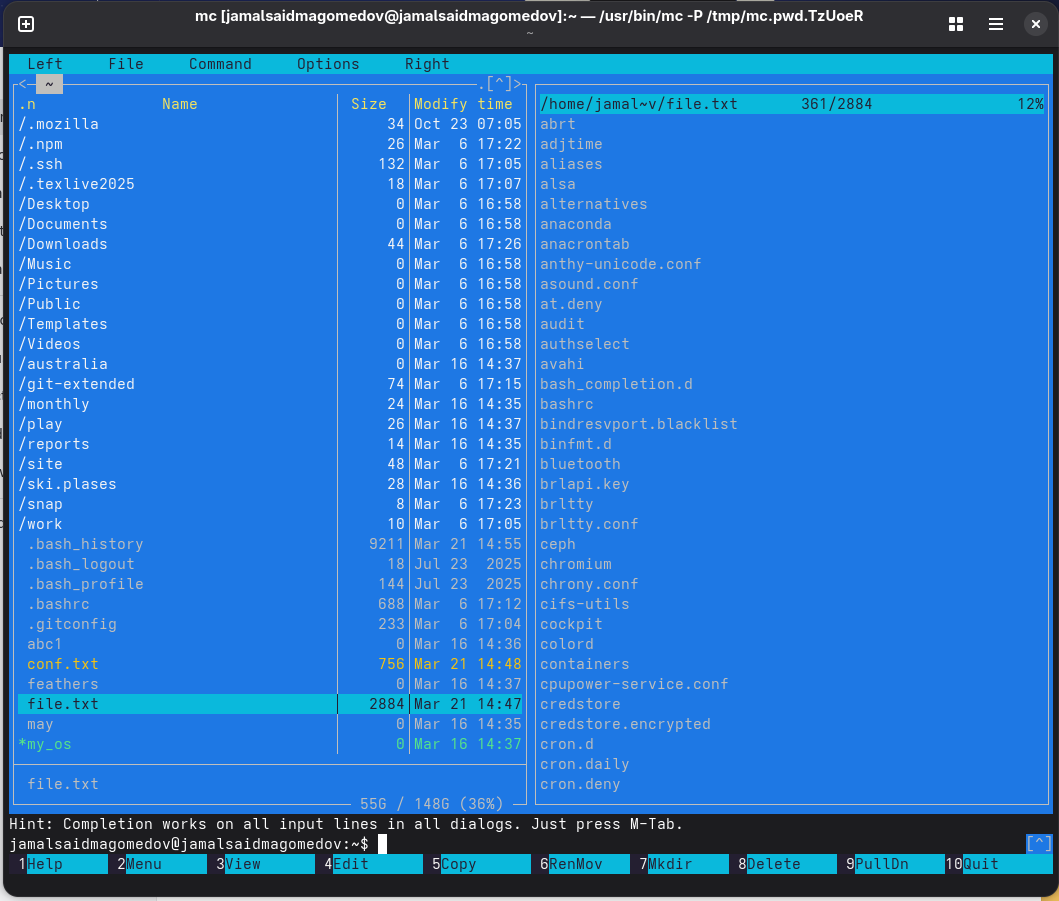 mc [jamalsaidmagomedov@jamalsaidmagomedov]:~ — /usr/bin/mc -P /tmp/mc.pwd.TzUoeR
~
Left File Command Options Right
<─ ~ .[^]>
.n Name Size Modify time
/.mozilla 34 Oct 23 07:05
/.npm 26 Mar 6 17:22
/.ssh 132 Mar 6 17:05
/.texlive2025 18 Mar 6 17:07
/Desktop 0 Mar 6 16:58
/Documents 0 Mar 6 16:58
/Downloads 44 Mar 6 17:26
/Music 0 Mar 6 16:58
/Pictures 0 Mar 6 16:58
/Public 0 Mar 6 16:58
/Templates 0 Mar 6 16:58
/Videos 0 Mar 6 16:58
/australia 0 Mar 16 14:37
/git-extended 74 Mar 6 17:15
/monthly 24 Mar 16 14:35
/play 26 Mar 16 14:37
/reports 14 Mar 16 14:35
/site 48 Mar 6 17:21
/ski.plases 28 Mar 16 14:36
/snap 8 Mar 6 17:23
/work 10 Mar 6 17:05
.bash_history 9211 Mar 21 14:55
.bash_logout 18 Jul 23 2025
.bash_profile 144 Jul 23 2025
.bashrc 688 Mar 6 17:12
.gitconfig 233 Mar 6 17:04
abc1 0 Mar 16 14:36
conf.txt 756 Mar 21 14:48
feathers 0 Mar 16 14:37
file.txt 2884 Mar 21 14:47
may 0 Mar 16 14:35
*my_os 0 Mar 16 14:37
file.txt
55G / 148G (36%)
/home/jamal~v/file.txt 361/2884 12%
abrt
adjtime
aliases
alsa
alternatives
anaconda
anacrontab
anthy-unicode.conf
asound.conf
at.deny
audit
authselect
avahi
bash_completion.d
bashrc
bindresvport.blacklist
binfmt.d
bluetooth
brlapi.key
brltty
brltty.conf
ceph
chromium
chrony.conf
cifs-utils
cockpit
colord
containers
cpupower-service.conf
credstore
credstore.encrypted
cron.d
cron.daily
cron.deny
Hint: Completion works on all input lines in all dialogs. Just press M-Tab.
jamalsaidmagomedov@jamalsaidmagomedov:~$ [^]
1Help 2Menu 3View 4Edit 5Copy 6RenMov 7Mkdir 8Delete 9PullDn 10Quit